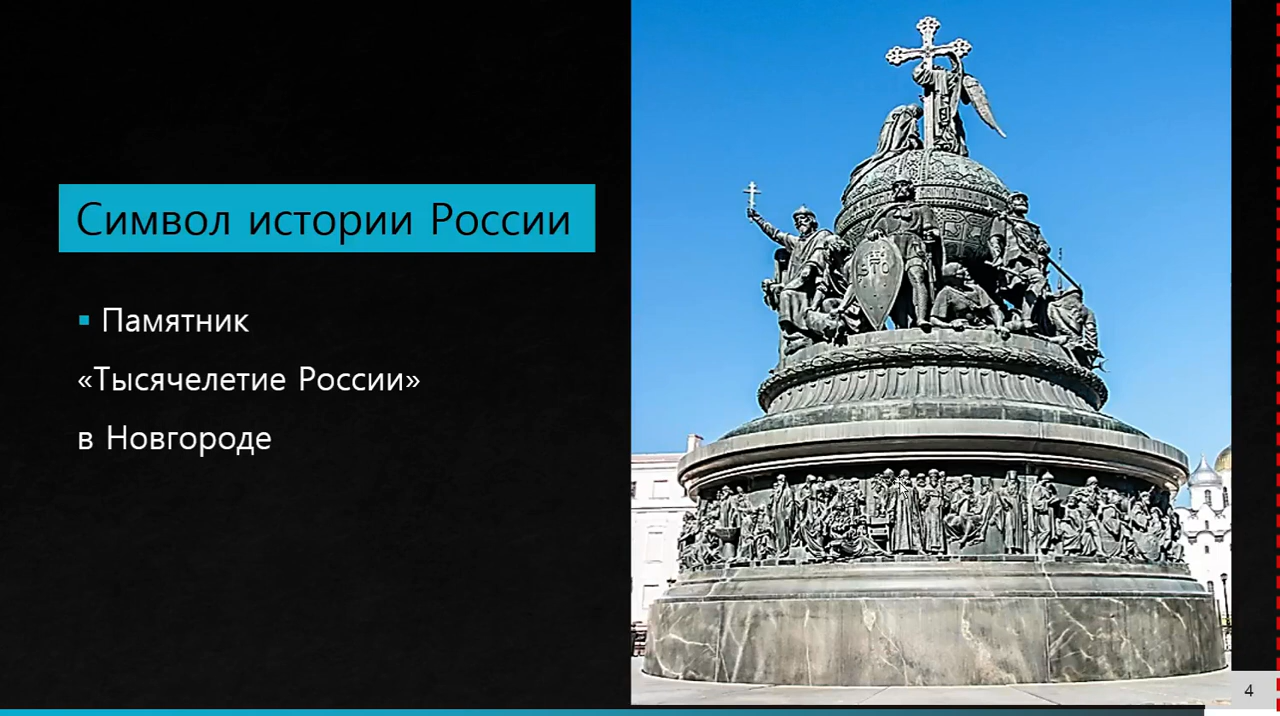 Символ истории России
Памятник
«Тысячелетие России»
в Новгороде
4